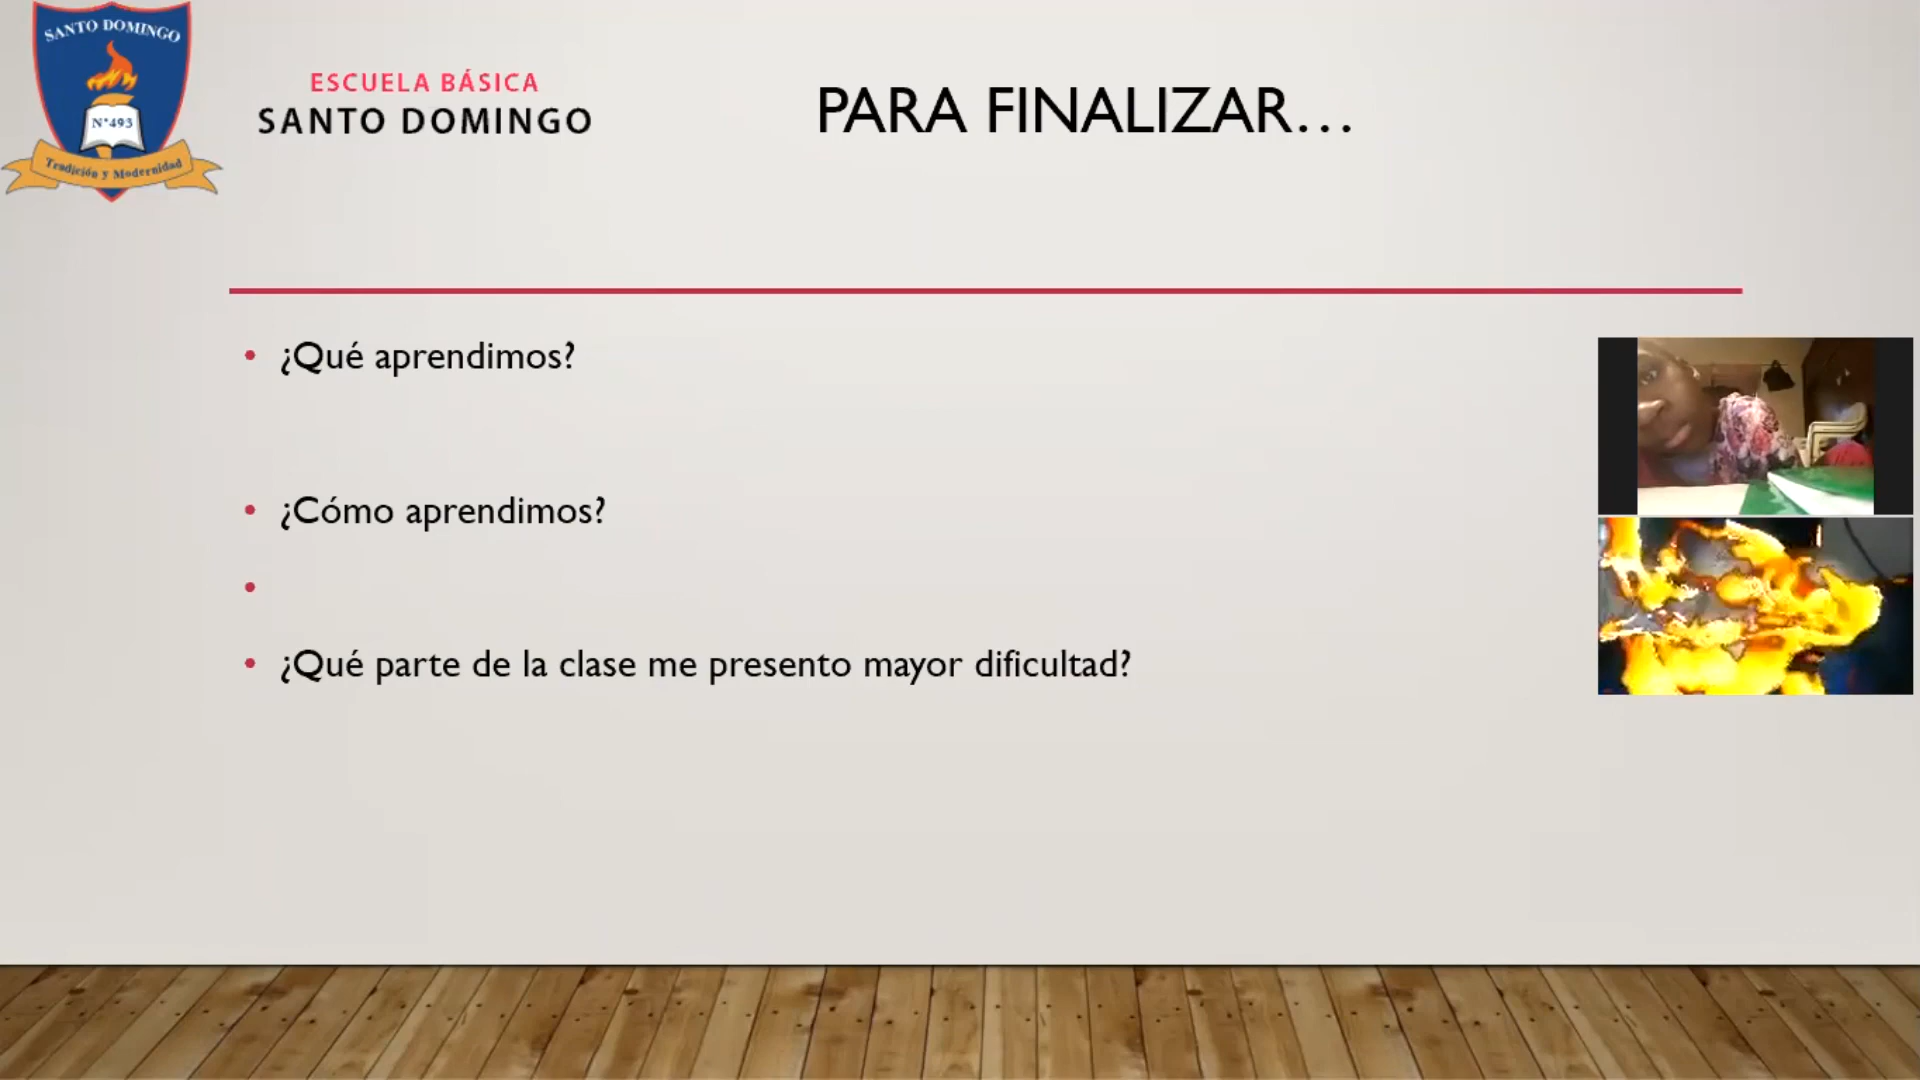 SANTO DOMINGO
N°493
Tradición y Modernidad
ESCUELA BÁSICA
SANTO DOMINGO
PARA FINALIZAR…
• ¿Qué aprendimos?
• ¿Cómo aprendimos?
•
• ¿Qué parte de la clase me presento mayor dificultad?